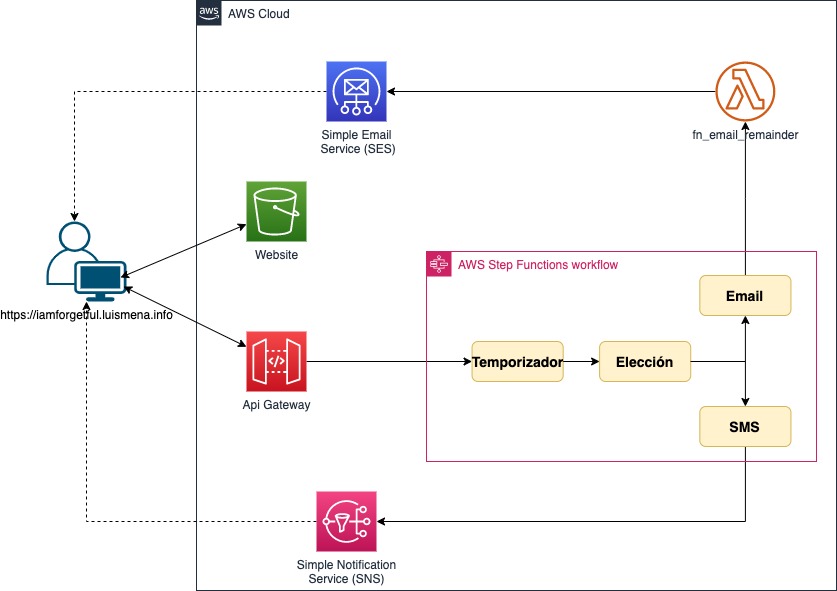 aws
AWS Cloud
Simple Email
Service (SES)
fn_email_remainder
Website
AWS Step Functions workflow
Email
https://iamforgetful.luismena.info
Temporizador
Elección
Api Gateway
SMS
Simple Notification
Service (SNS)